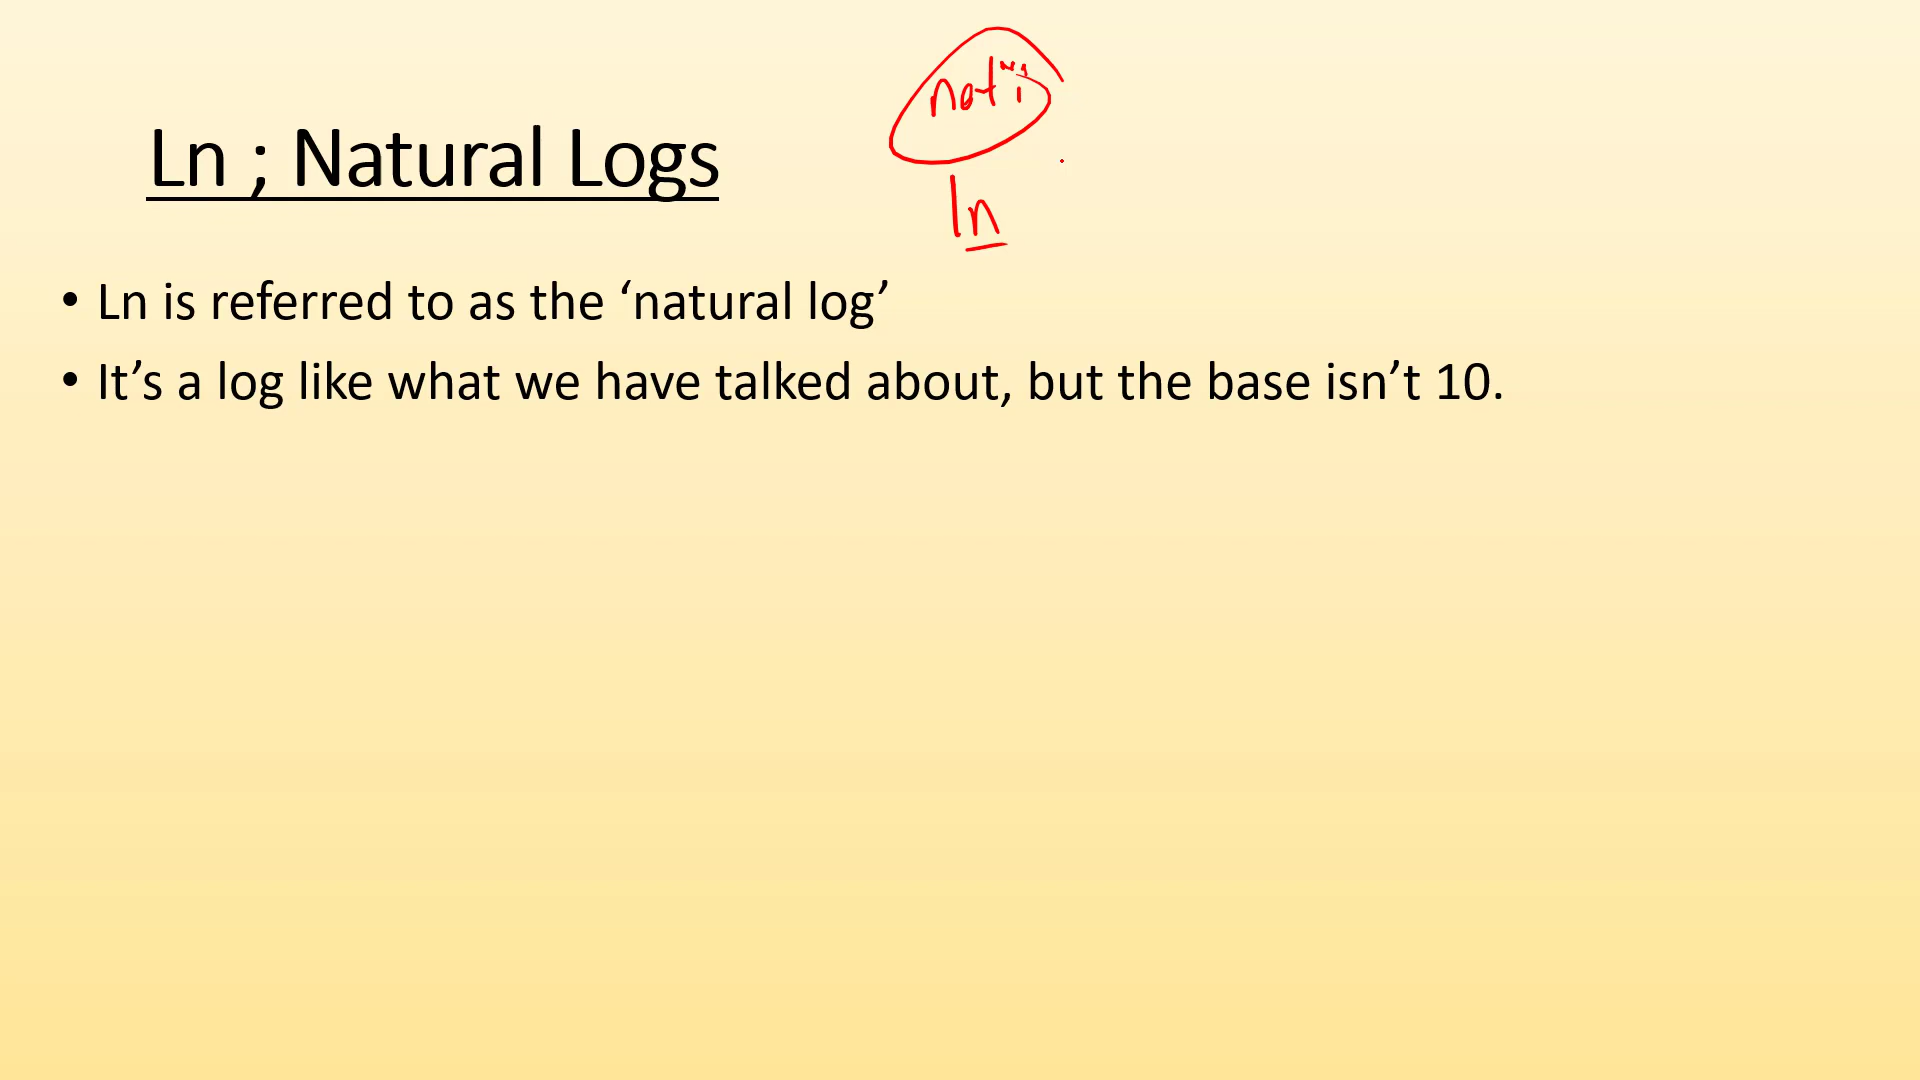 Ln ; Natural Logs
ln
• Ln is referred to as the ‘natural log’
• It’s a log like what we have talked about, but the base isn’t 10.